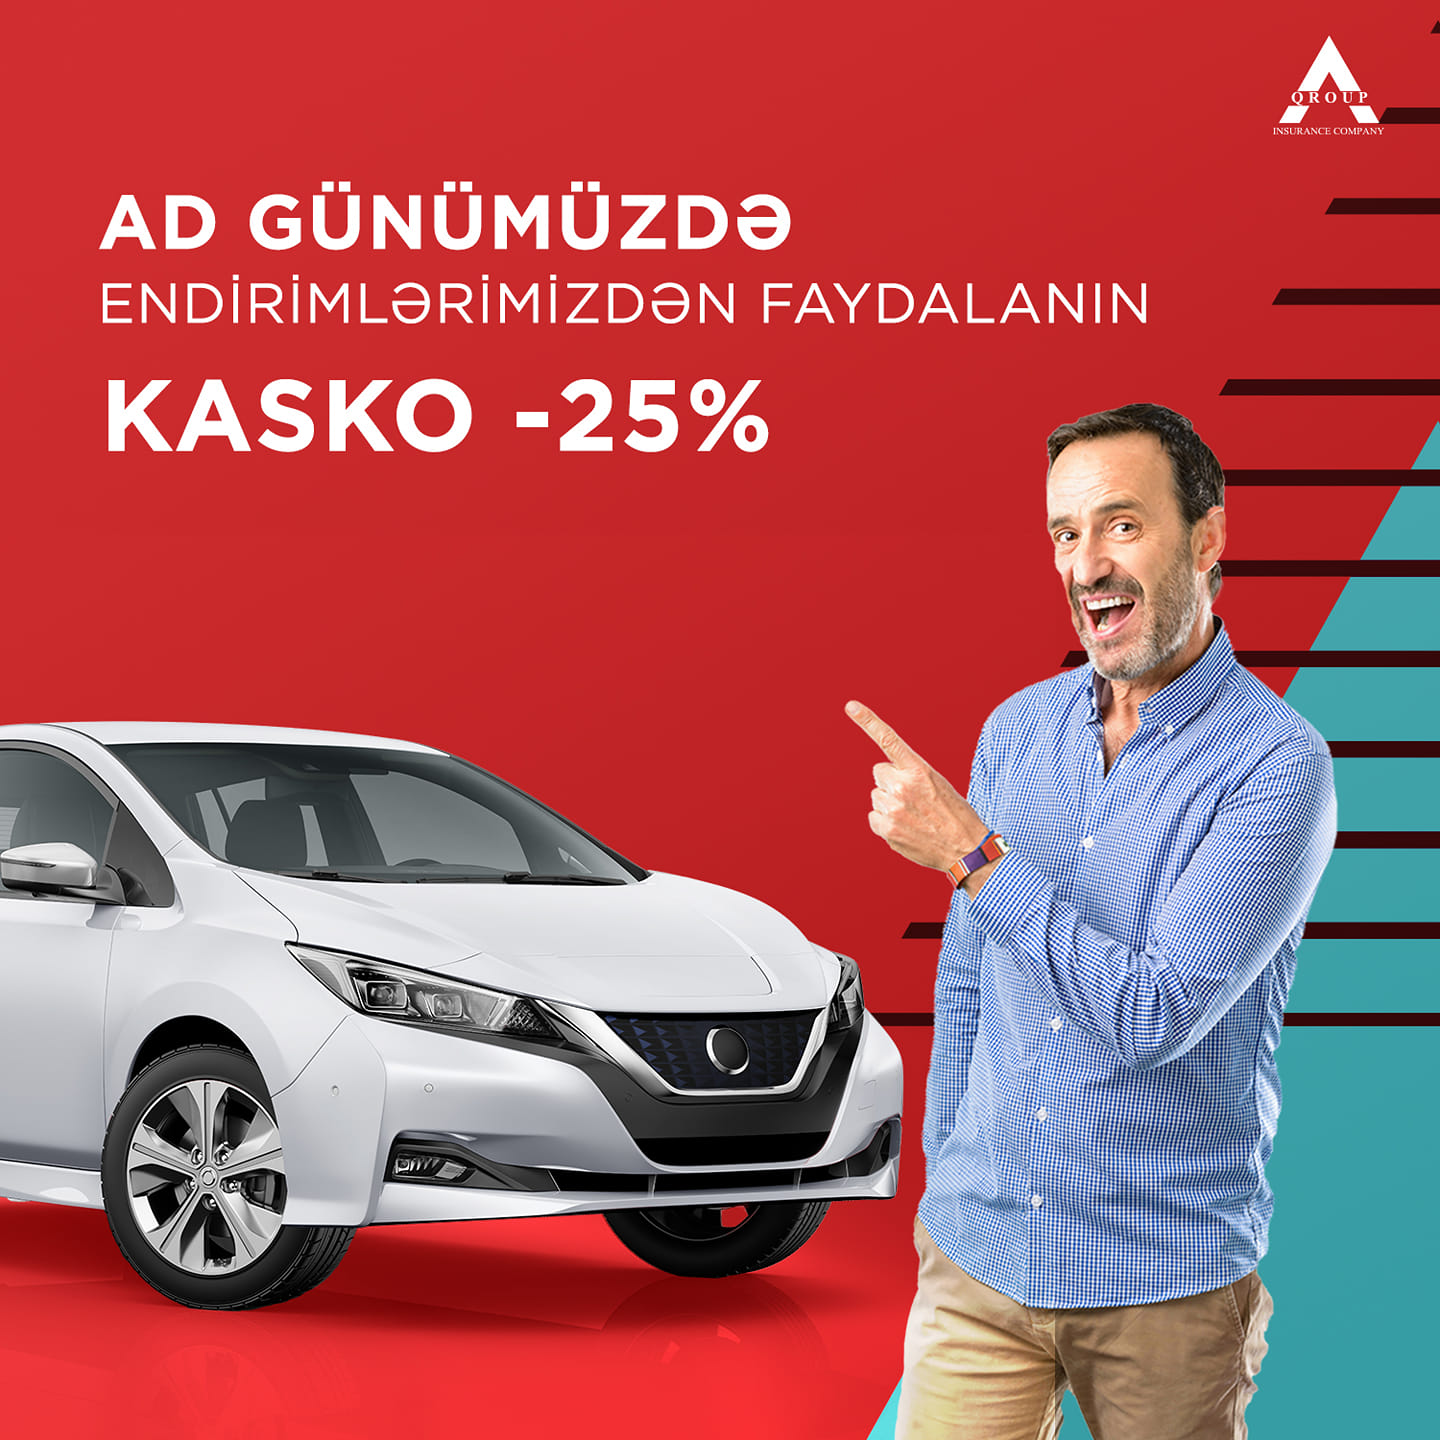 A
QROUP
INSURANCE COMPANY
AD GÜNÜMÜZDƏ
ENDİRİMLƏRİMİZDƏN FAYDALANIN
KASKO -25%